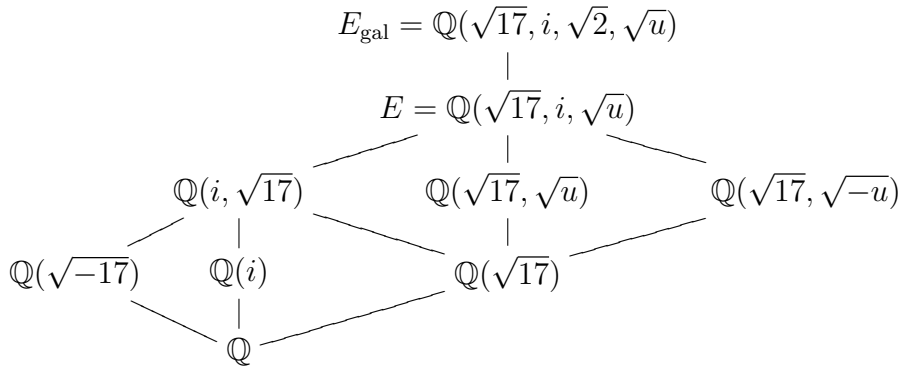 E_gal = ℚ(√17, i, √2, √u)
E = ℚ(√17, i, √u)
ℚ(i, √17) ℚ(√17, √u) ℚ(√17, √−u)
ℚ(√−17) ℚ(i) ℚ(√17)
ℚ